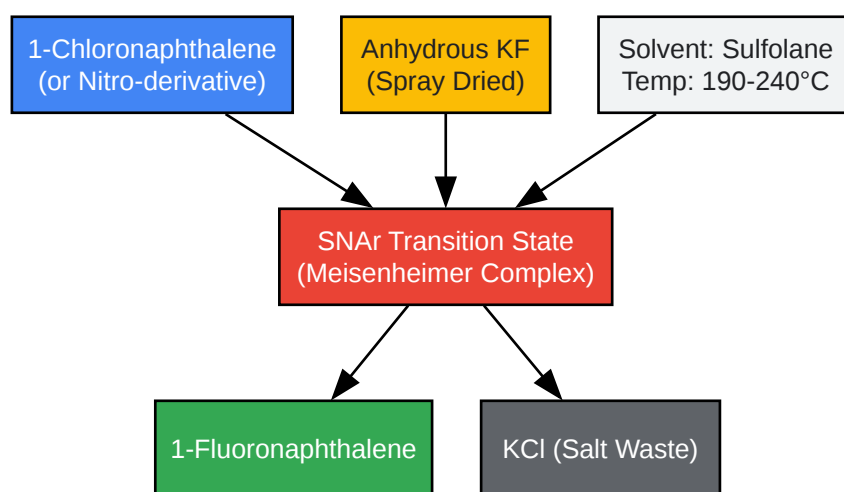 1-Chloronaphthalene
(or Nitro-derivative)
Anhydrous KF
(Spray Dried)
Solvent: Sulfolane
Temp: 190-240°C
SNAr Transition State
(Meisenheimer Complex)
1-Fluoronaphthalene
KCl (Salt Waste)